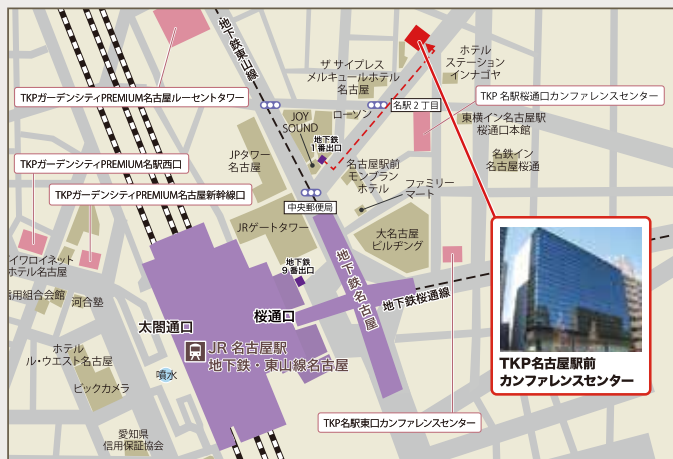 地下鉄東山線
ザ サイプレス
メルキュールホテル
名古屋
ホテル
ステーション
インナゴヤ
TKPガーデンシティPREMIUM名古屋ルーセントタワー
TKP 名駅桜通口カンファレンスセンター
名駅2丁目
ローソン
JOY
SOUND
地下鉄
1番出口
東横イン名古屋駅
桜通口本館
名鉄イン
名古屋桜通
JPタワー
名古屋
名古屋駅前
モンブラン
ホテル
TKPガーデンシティPREMIUM名駅西口
TKPガーデンシティPREMIUM名古屋新幹線口
ファミリー
マート
中央郵便局
JRゲートタワー
大名古屋
ビルヂング
イワロイネット
ホテル名古屋
地下鉄
9番出口
地下鉄名古屋
信用組合会館
河合塾
地下鉄桜通線
桜通口
太閤通口
JR 名古屋駅
地下鉄・東山線名古屋
ホテル
ル・ウエスト名古屋
噴水
ビックカメラ
TKP名古屋駅前
カンファレンスセンター
TKP名駅東口カンファレンスセンター
愛知県
信用保証協会